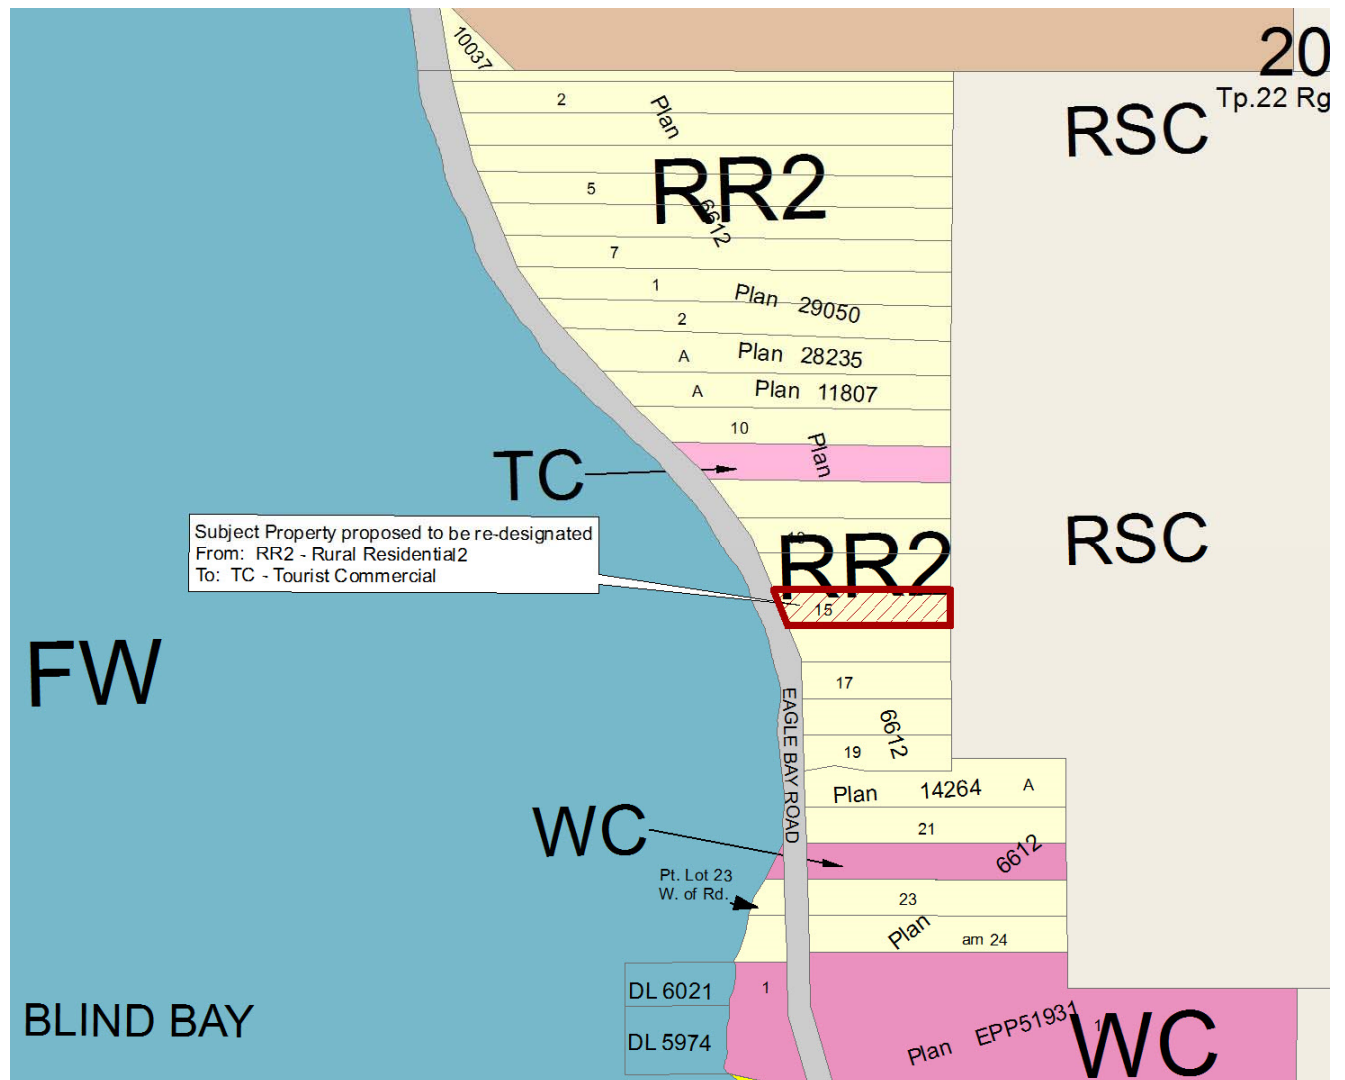 10037
20
Tp.22 Rg
RSC
2
Plan
RR2
5
6612
7
1
Plan 29050
2
A
Plan 28235
A
Plan 11807
10
Plan
TC
Subject Property proposed to be re-designated
From: RR2 - Rural Residential2
To: TC - Tourist Commercial
RR2
RSC
15
FW
17
EAGLE BAY ROAD
6612
19
Plan 14264 A
21
WC
6612
Pt. Lot 23
W. of Rd.
23
Plan
am 24
DL 6021
1
BLIND BAY
DL 5974
Plan EPP51931
1
WC